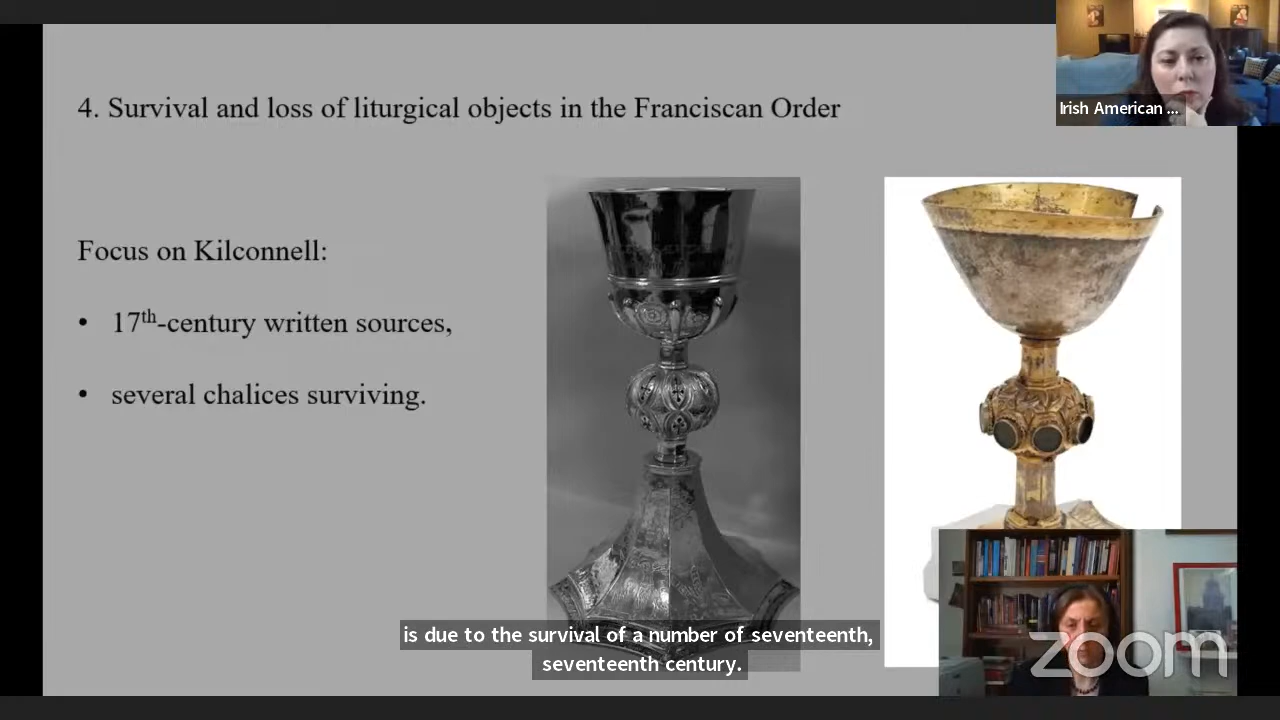 4. Survival and loss of liturgical objects in the Franciscan Order
Irish American ...
Focus on Kilconnell:
• 17th-century written sources,
• several chalices surviving.
is due to the survival of a number of seventeenth,
seventeenth century.
zoom